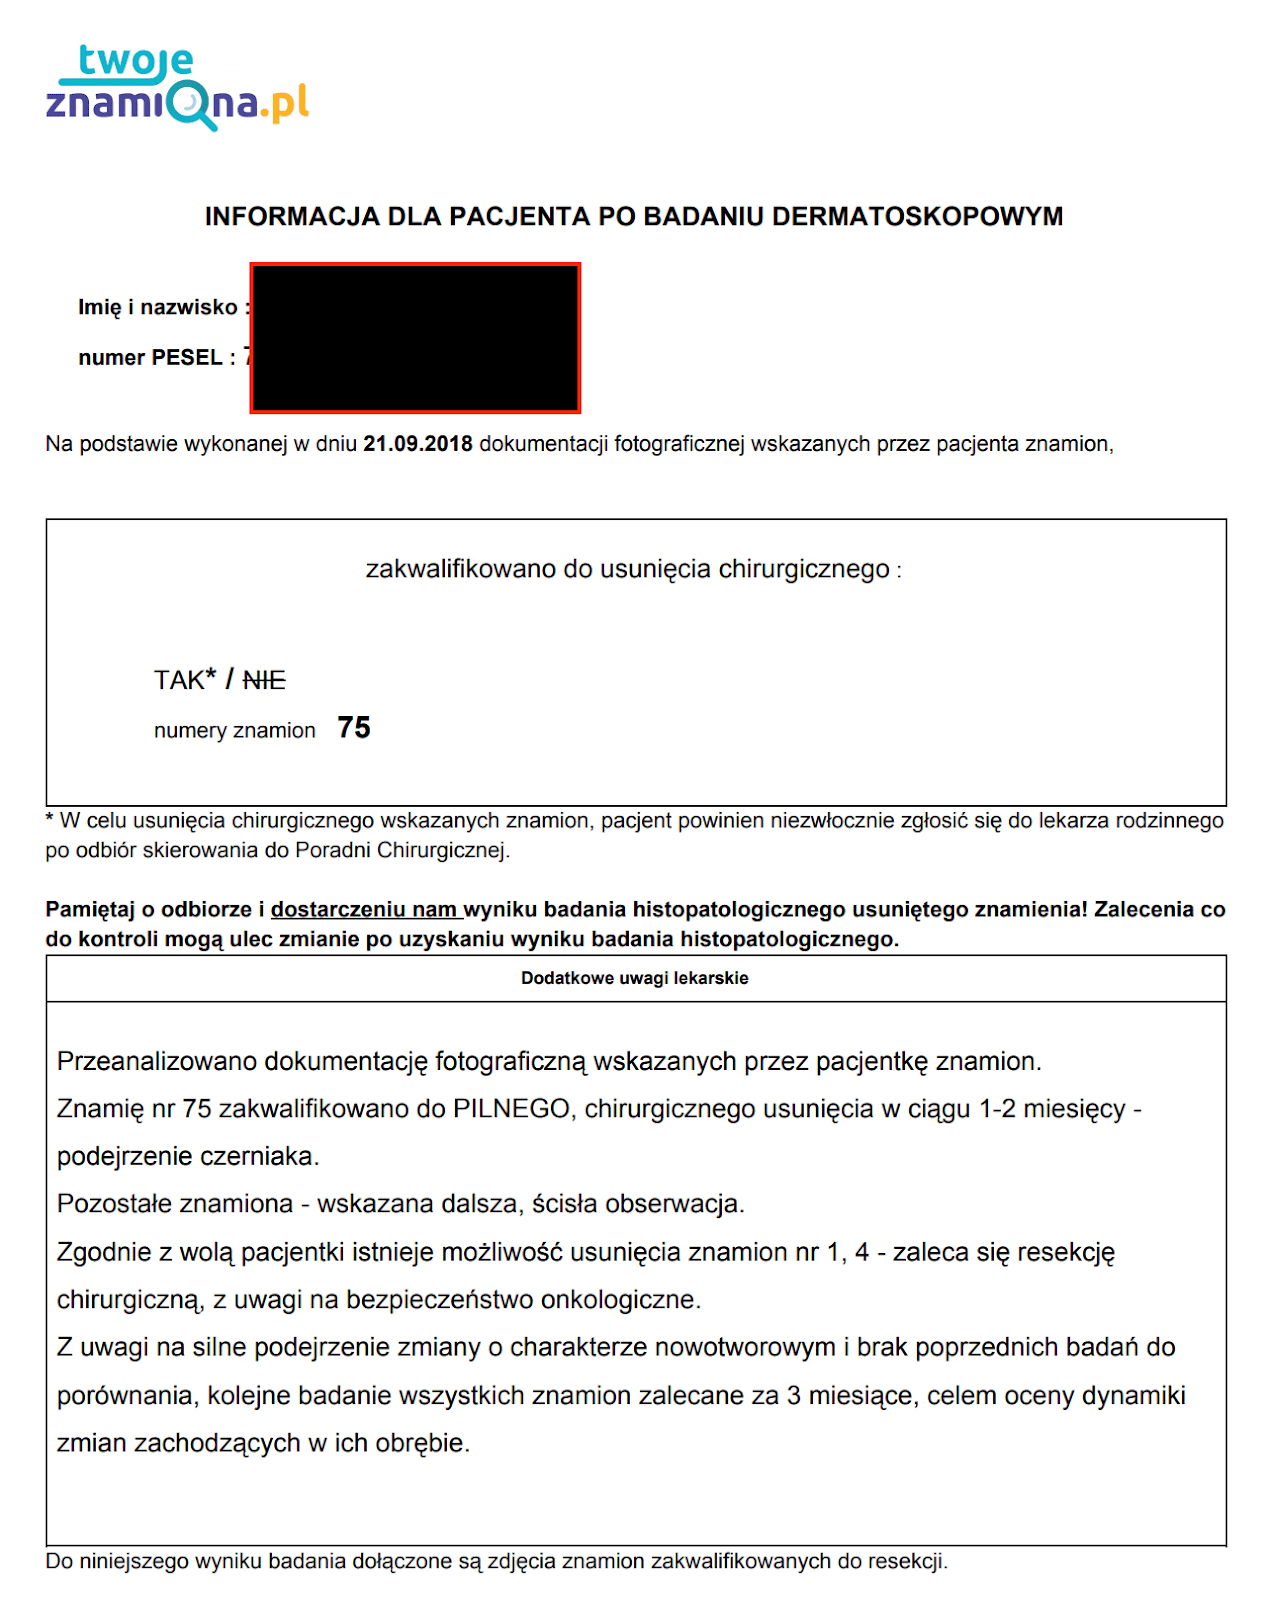 twoje
znamiona.pl
INFORMACJA DLA PACJENTA PO BADANIU DERMATOSKOPOWYM
Imię i nazwisko :
numer PESEL : 7
Na podstawie wykonanej w dniu 21.09.2018 dokumentacji fotograficznej wskazanych przez pacjenta znamion,
zakwalifikowano do usunięcia chirurgicznego :
TAK* / NIE
numery znamion 75
* W celu usunięcia chirurgicznego wskazanych znamion, pacjent powinien niezwłocznie zgłosić się do lekarza rodzinnego
po odbiór skierowania do Poradni Chirurgicznej.
Pamiętaj o odbiorze i dostarczeniu nam wyniku badania histopatologicznego usuniętego znamienia! Zalecenia co
do kontroli mogą ulec zmianie po uzyskaniu wyniku badania histopatologicznego.
Dodatkowe uwagi lekarskie
Przeanalizowano dokumentację fotograficzną wskazanych przez pacjentkę znamion.
Znamię nr 75 zakwalifikowano do PILNEGO, chirurgicznego usunięcia w ciągu 1-2 miesięcy -
podejrzenie czerniaka.
Pozostałe znamiona - wskazana dalsza, ścisła obserwacja.
Zgodnie z wolą pacjentki istnieje możliwość usunięcia znamion nr 1, 4 - zaleca się resekcję
chirurgiczną, z uwagi na bezpieczeństwo onkologiczne.
Z uwagi na silne podejrzenie zmiany o charakterze nowotworowym i brak poprzednich badań do
porównania, kolejne badanie wszystkich znamion zalecane za 3 miesiące, celem oceny dynamiki
zmian zachodzących w ich obrębie.
Do niniejszego wyniku badania dołączone są zdjęcia znamion zakwalifikowanych do resekcji.